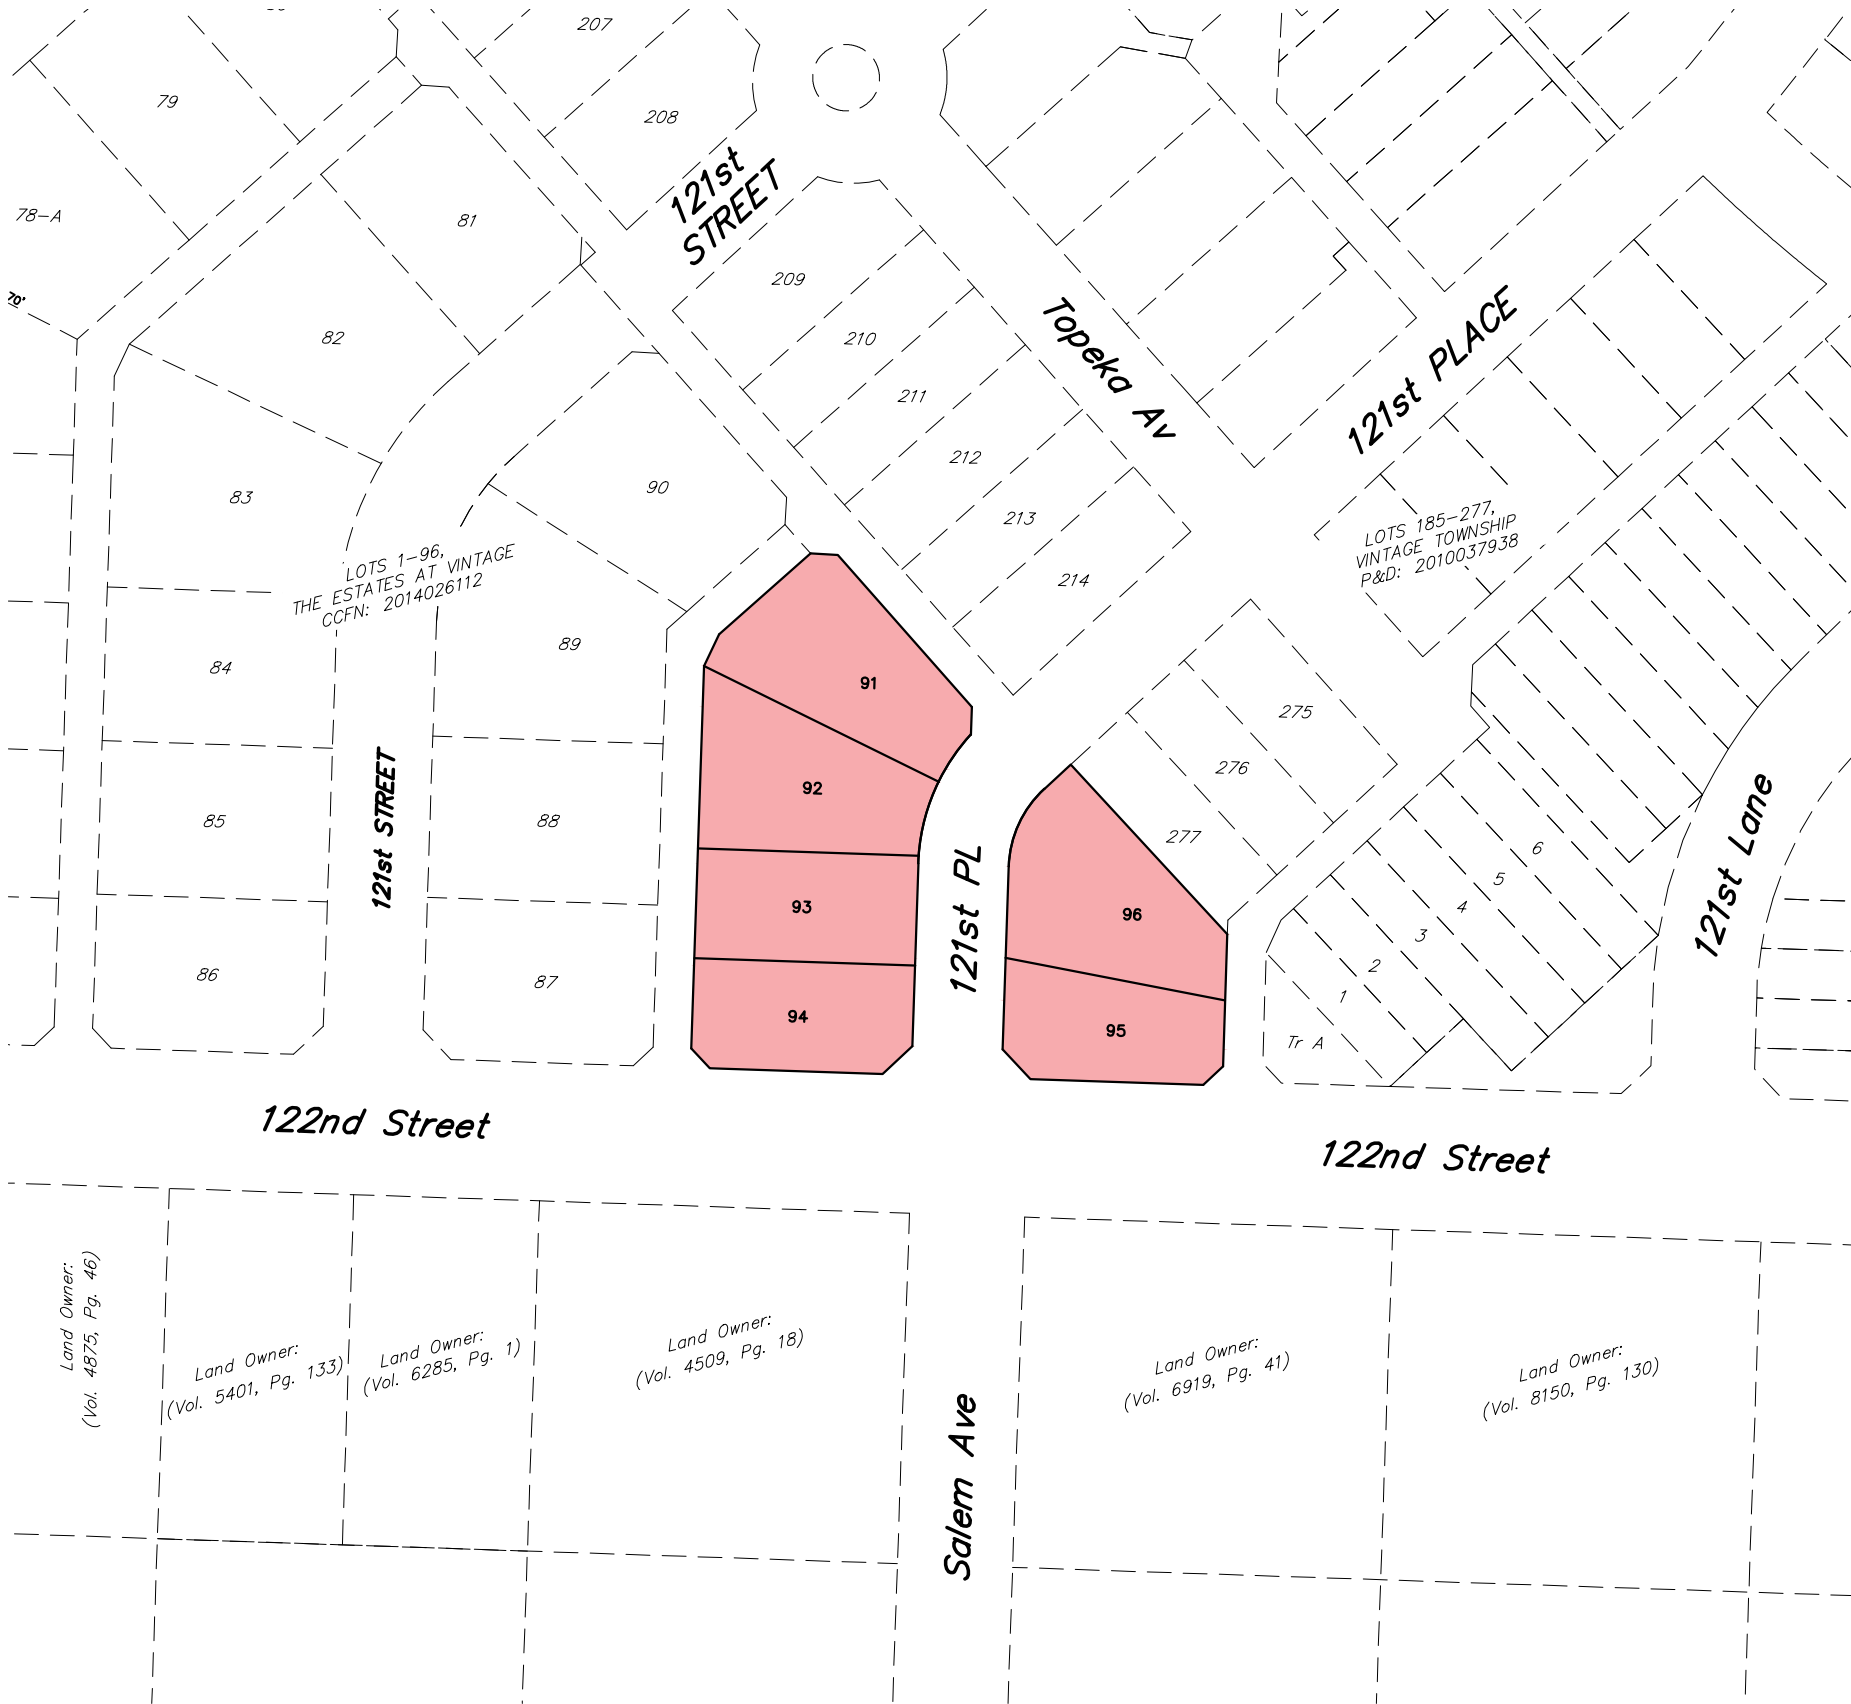 207
79
208
121st
STREET
78-A
81
70'
209
82
210
Topeka Av
121st PLACE
211
212
83
90
213
LOTS 185-277,
VINTAGE TOWNSHIP
P&D: 2010037938
LOTS 1-96,
THE ESTATES AT VINTAGE
CCFN: 2014026112
214
84
89
91
275
276
92
121st STREET
85
88
277
6
121st Lane
5
93
4
96
121st PL
3
86
87
2
1
94
95
Tr A
122nd Street
122nd Street
Land Owner:
(Vol. 4875, Pg. 46)
Land Owner:
(Vol. 5401, Pg. 133)
Land Owner:
(Vol. 6285, Pg. 1)
Land Owner:
(Vol. 4509, Pg. 18)
Land Owner:
(Vol. 6919, Pg. 41)
Land Owner:
(Vol. 8150, Pg. 130)
Salem Ave